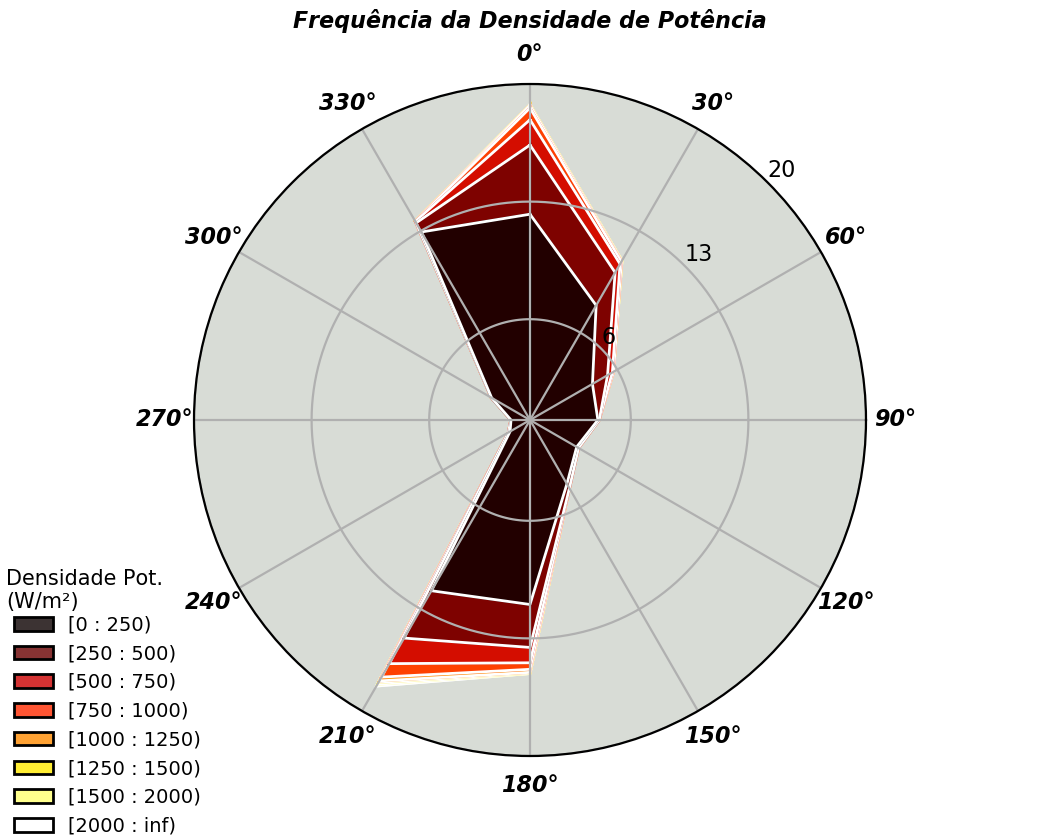 Frequência da Densidade de Potência
0°
330°
30°
20
300°
60°
13
6
270°
90°
240°
120°
210°
150°
180°
Densidade Pot.
(W/m²)
[0 : 250)
[250 : 500)
[500 : 750)
[750 : 1000)
[1000 : 1250)
[1250 : 1500)
[1500 : 2000)
[2000 : inf)